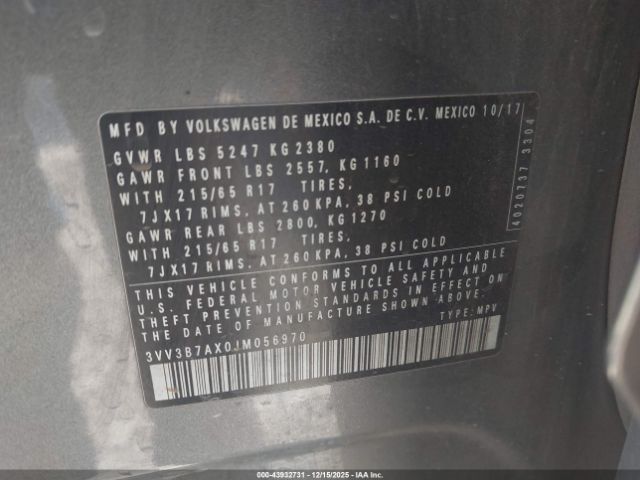 MFD BY VOLKSWAGEN DE MEXICO S.A. DE C.V. MEXICO 10/17
GVWR LBS 5247 KG 2380
GAWR FRONT LBS 2557, KG 1160
WITH 215/65 R17 TIRES,
7JX17 RIMS, AT 260 KPA, 38 PSI COLD
GAWR REAR LBS 2800, KG 1270
WITH 215/65 R17 TIRES,
7JX17 RIMS, AT 260 KPA, 38 PSI COLD
THIS VEHICLE CONFORMS TO ALL APPLICABLE
U.S. FEDERAL MOTOR VEHICLE SAFETY AND
THEFT PREVENTION STANDARDS IN EFFECT ON
THE DATE OF MANUFACTURE SHOWN ABOVE.
3VV3B7AX0JM056970 TYPE: MPV
4020737 3304
000-43932731 - 12/15/2025 - IAAI.COM